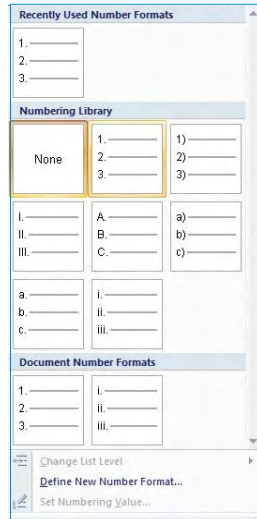 Recently Used Number Formats
1.
2.
3.
Numbering Library
None
1.
2.
3.
1)
2)
3)
I.
II.
III.
A.
B.
C.
a)
b)
c)
a.
b.
c.
i.
ii.
iii.
Document Number Formats
1.
2.
3.
i.
ii.
iii.
Change List Level
Define New Number Format...
Set Numbering Value...